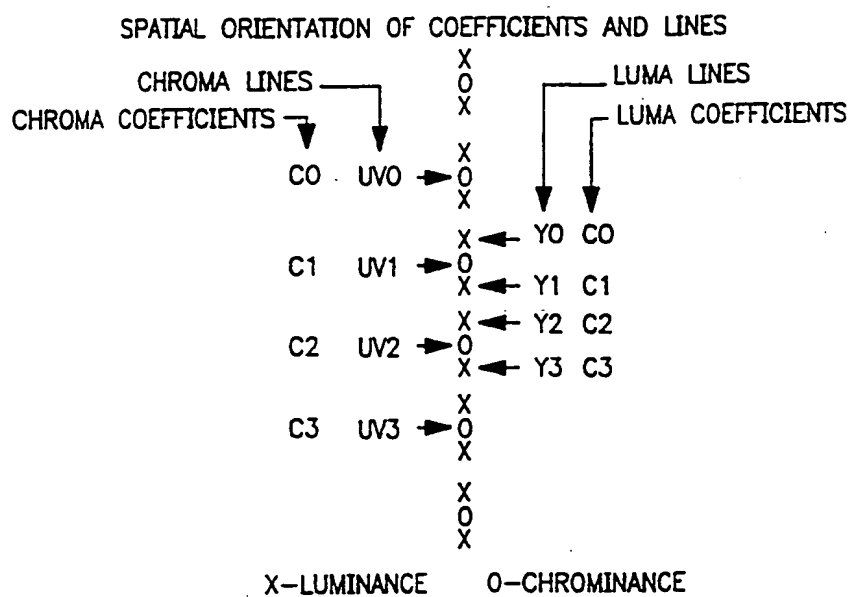 SPATIAL ORIENTATION OF COEFFICIENTS AND LINES
X
CHROMA LINES O LUMA LINES
X
CHROMA COEFFICIENTS LUMA COEFFICIENTS
X
C0 UV0 O
X
X Y0 C0
C1 UV1 O
X Y1 C1
X Y2 C2
C2 UV2 O
X Y3 C3
X
C3 UV3 O
X
X
O
X
X-LUMINANCE O-CHROMINANCE